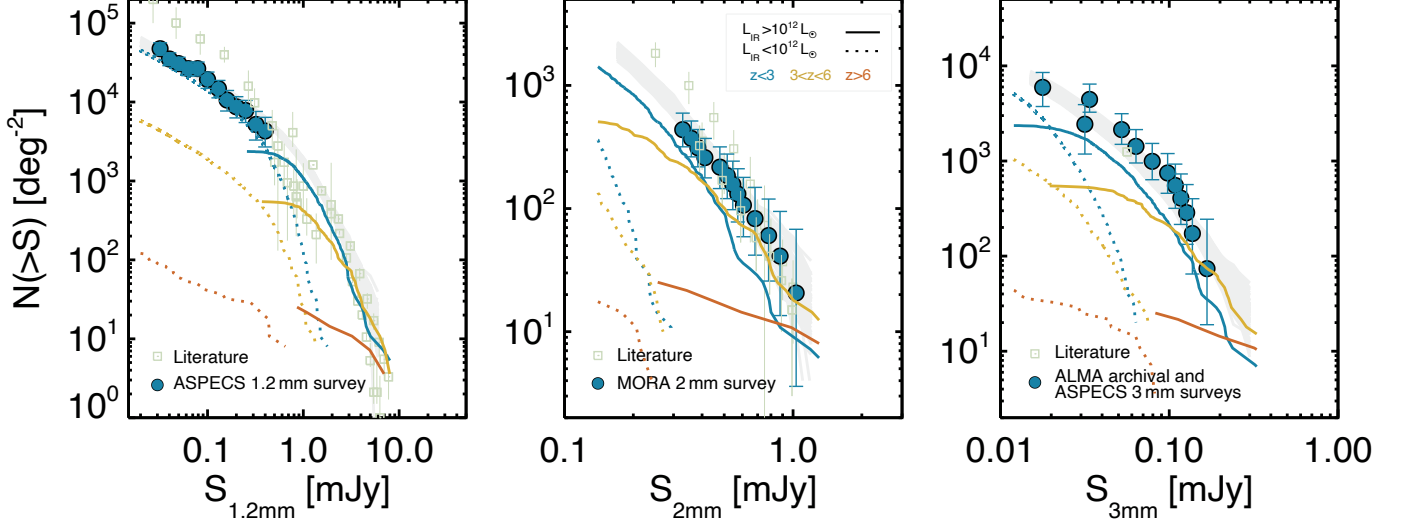 N(>S) [deg⁻²]
10⁵
10⁴
10³
10²
10¹
10⁰
Literature
ASPECS 1.2 mm survey
0.1
1.0
10.0
S₁.₂ₘₘ [mJy]
L_IR>10¹²L☉
L_IR<10¹²L☉
z<3 3<z<6 z>6
10³
10²
10¹
Literature
MORA 2 mm survey
0.1
1.0
S₂ₘₘ [mJy]
10⁴
10³
10²
10¹
Literature
ALMA archival and
ASPECS 3 mm surveys
0.01
0.10
1.00
S₃ₘₘ [mJy]